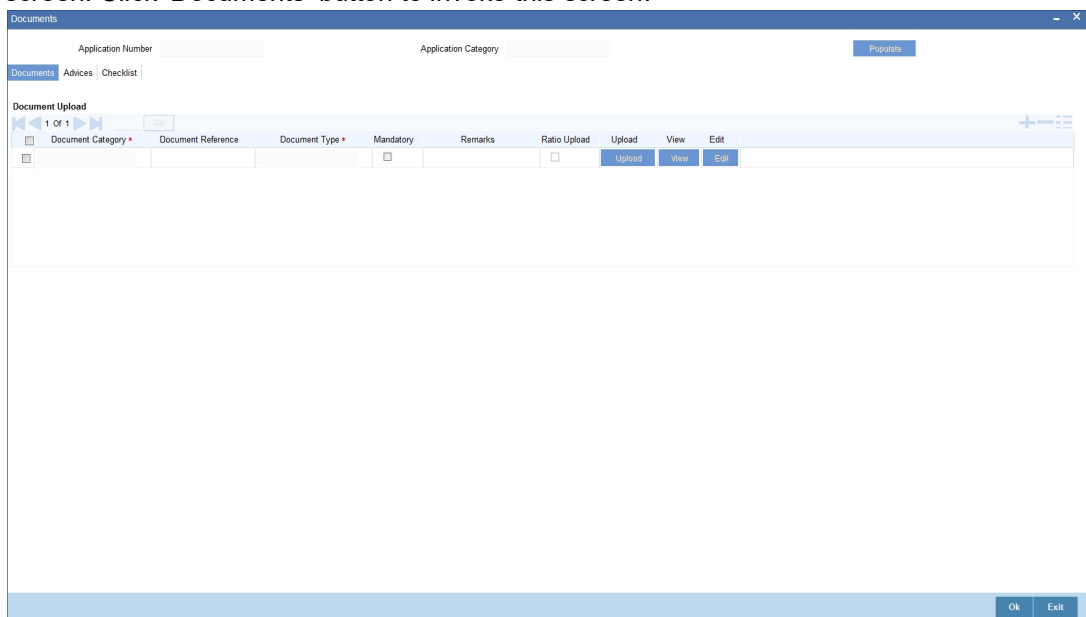 screen. Click 'Documents' button to invoke this screen.
Documents
Application Number Application Category Populate
Documents Advices Checklist
Document Upload
1 Of 1 Go
Document Category * Document Reference Document Type * Mandatory Remarks Ratio Upload Upload View Edit
Upload View Edit
Ok Exit